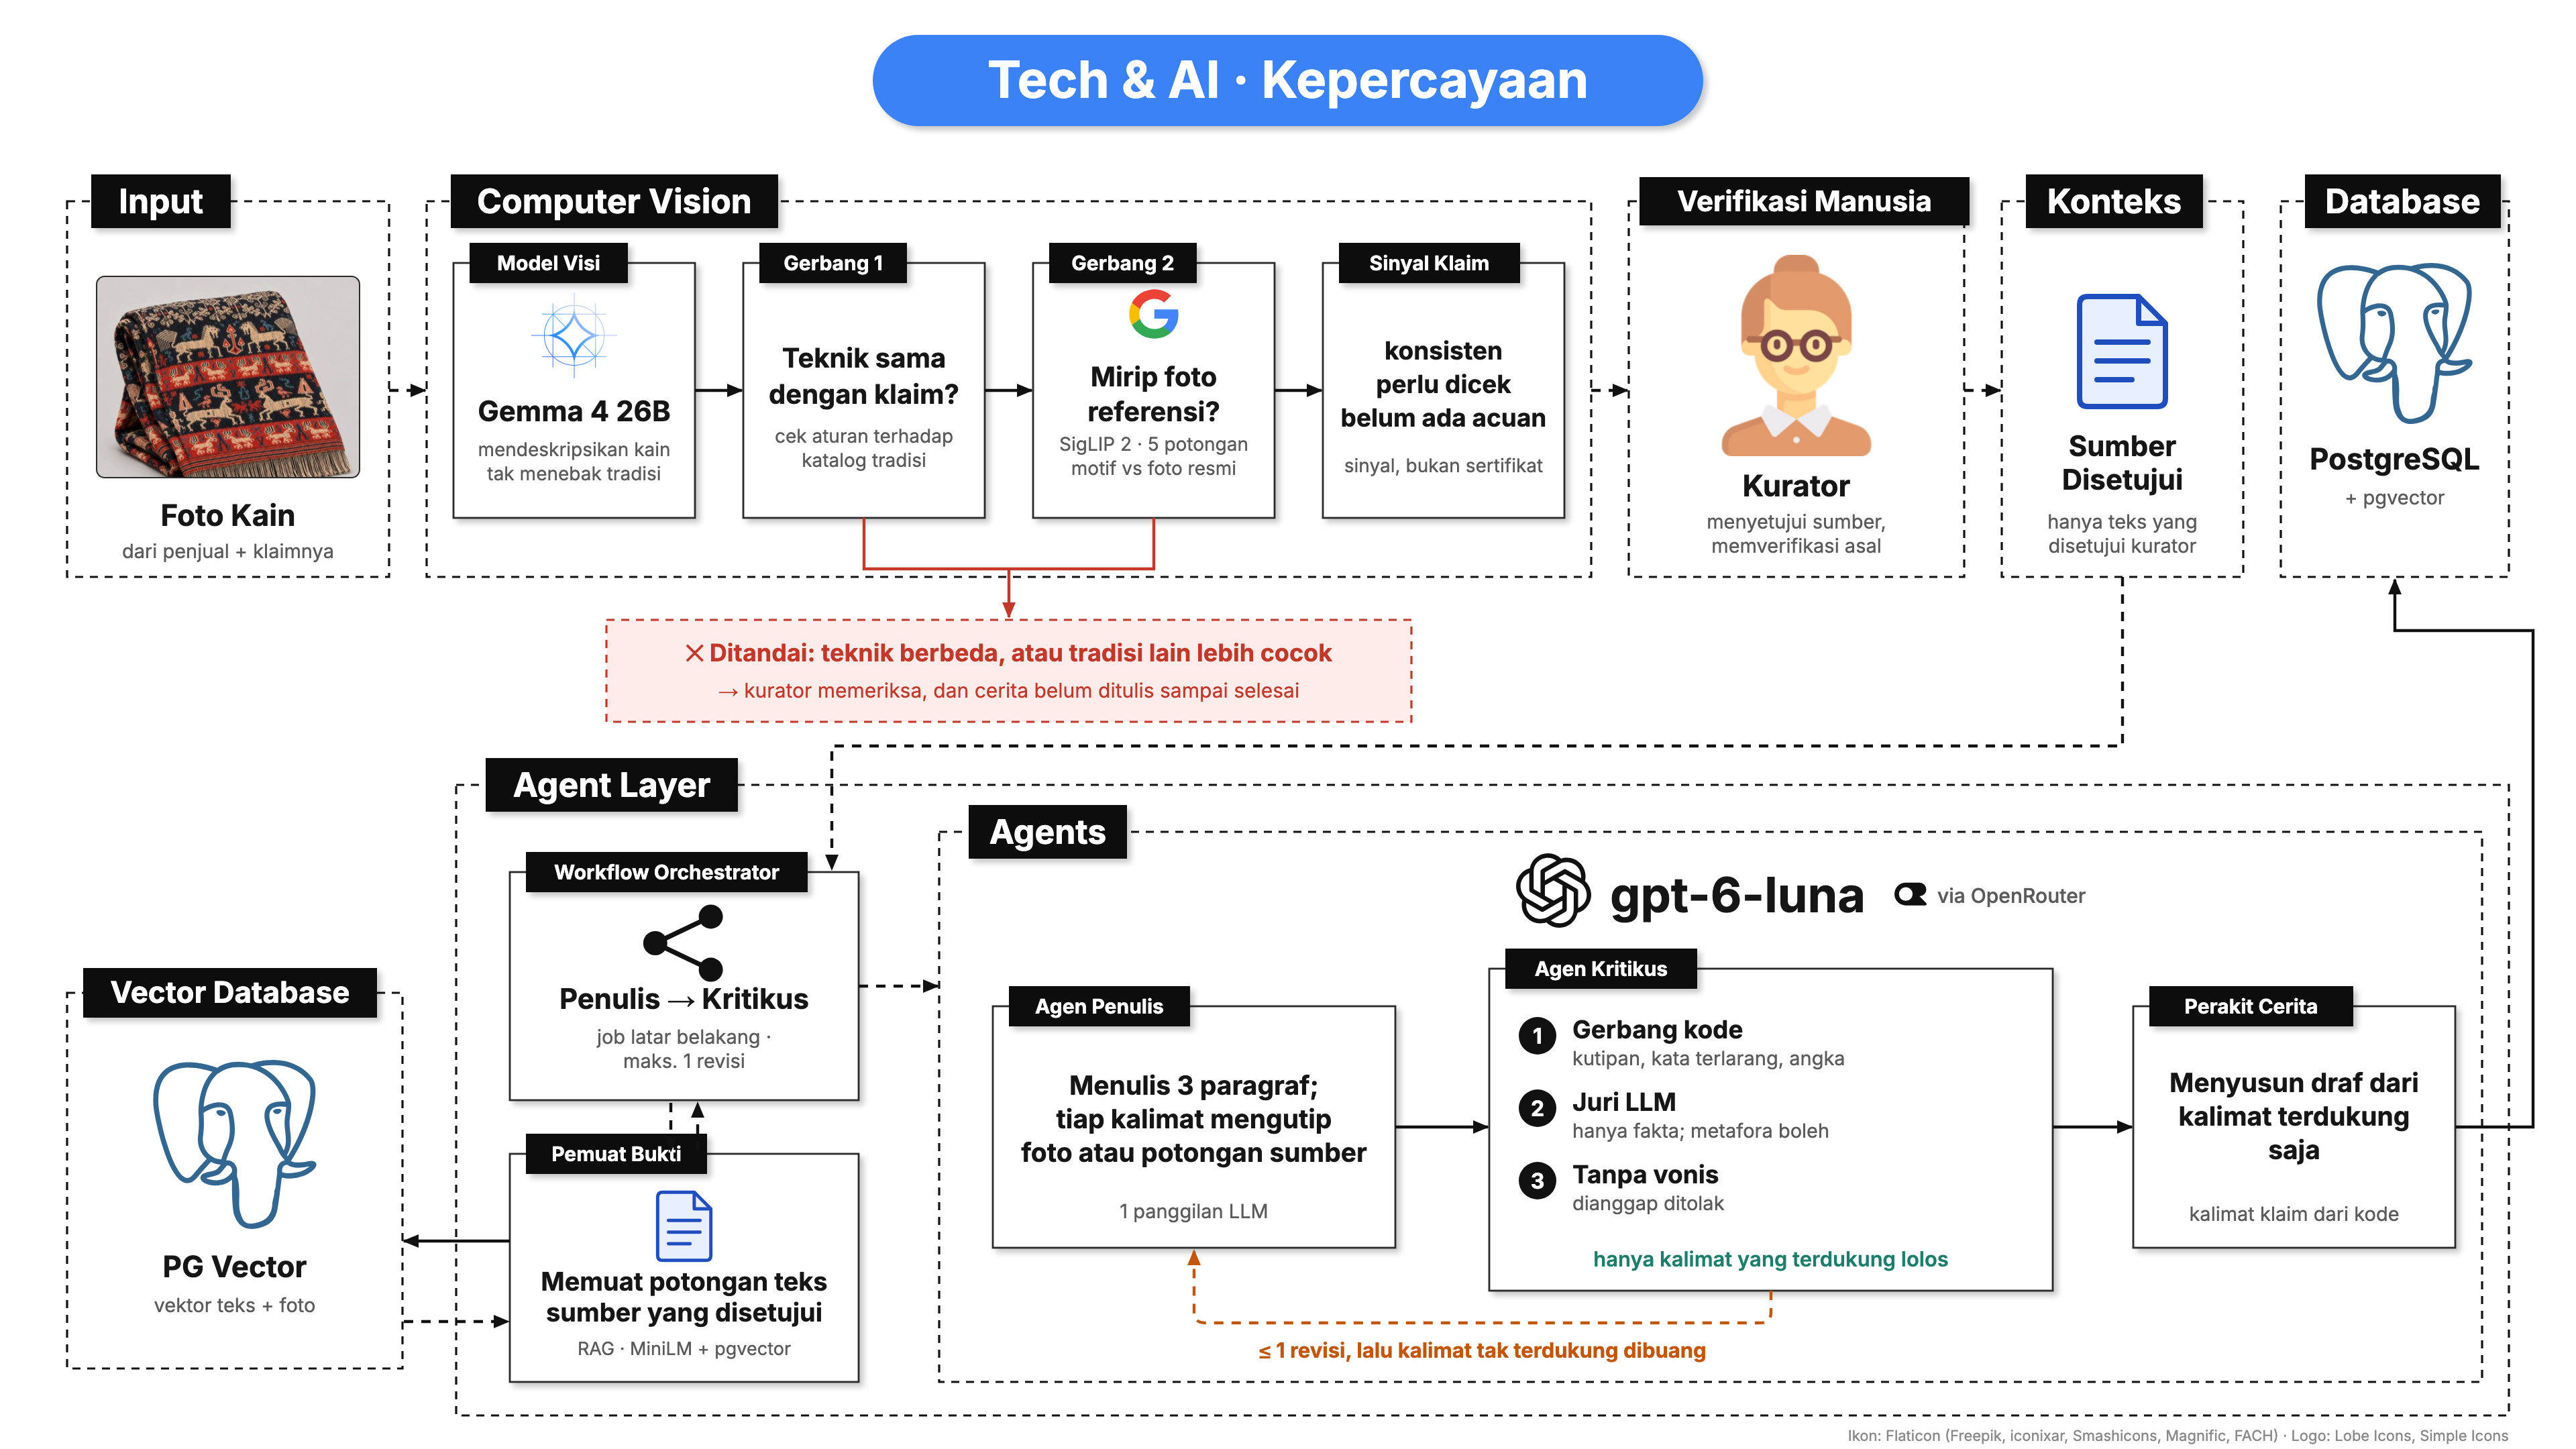 Tech & AI · Kepercayaan
Input
Foto Kain
dari penjual + klaimnya
Computer Vision
Model Visi
Gemma 4 26B
mendeskripsikan kain
tak menebak tradisi
Gerbang 1
Teknik sama
dengan klaim?
cek aturan terhadap
katalog tradisi
Gerbang 2
Mirip foto
referensi?
SigLIP 2 · 5 potongan
motif vs foto resmi
Sinyal Klaim
konsisten
perlu dicek
belum ada acuan
sinyal, bukan sertifikat
Verifikasi Manusia
Kurator
menyetujui sumber,
memverifikasi asal
Konteks
Sumber
Disetujui
hanya teks yang
disetujui kurator
Database
PostgreSQL
+ pgvector
✕ Ditandai: teknik berbeda, atau tradisi lain lebih cocok
→ kurator memeriksa, dan cerita belum ditulis sampai selesai
Agent Layer
Workflow Orchestrator
Penulis → Kritikus
job latar belakang ·
maks. 1 revisi
Vector Database
PG Vector
vektor teks + foto
Pemuat Bukti
Memuat potongan teks
sumber yang disetujui
RAG · MiniLM + pgvector
Agents
gpt-6-luna
via OpenRouter
Agen Penulis
Menulis 3 paragraf;
tiap kalimat mengutip
foto atau potongan sumber
1 panggilan LLM
Agen Kritikus
1 Gerbang kode
kutipan, kata terlarang, angka
2 Juri LLM
hanya fakta; metafora boleh
3 Tanpa vonis
dianggap ditolak
hanya kalimat yang terdukung lolos
Perakit Cerita
Menyusun draf dari
kalimat terdukung
saja
kalimat klaim dari kode
≤ 1 revisi, lalu kalimat tak terdukung dibuang
Ikon: Flaticon (Freepik, iconixar, Smashicons, Magnific, FACH) · Logo: Lobe Icons, Simple Icons